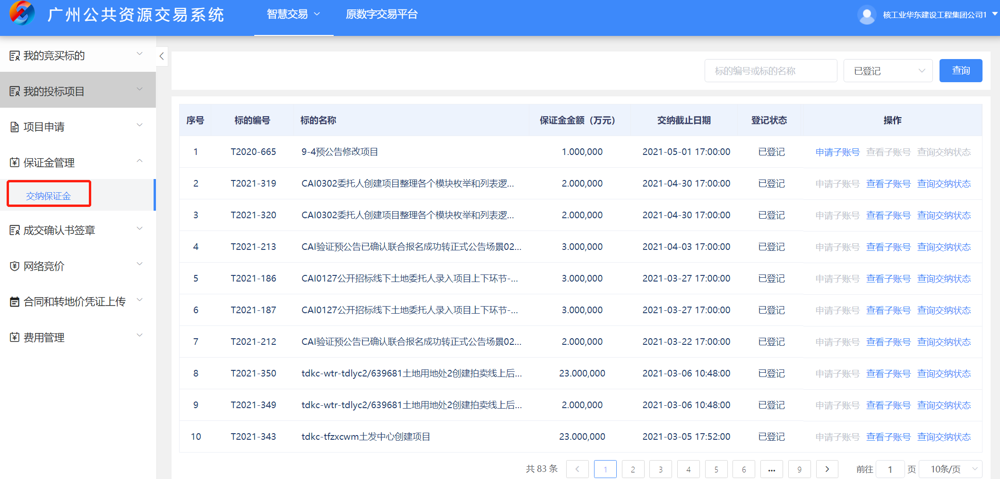 广州公共资源交易系统
智慧交易
原数字交易平台
核工业华东建设工程集团公司1
我的竞买标的
我的投标项目
项目申请
保证金管理
交纳保证金
成交确认书签章
网络竞价
合同和转地价凭证上传
费用管理
标的编号或标的名称 已登记 查询
序号 标的编号 标的名称 保证金金额（万元） 交纳截止日期 登记状态 操作
1 T2020-665 9-4预公告修改项目 1.000,000 2021-05-01 17:00:00 已登记 申请子账号 查看子账号 查询交纳状态
2 T2021-319 CAI0302委托人创建项目整理各个模块枚举和列表逻... 2.000,000 2021-04-30 17:00:00 已登记 申请子账号 查看子账号 查询交纳状态
3 T2021-320 CAI0302委托人创建项目整理各个模块枚举和列表逻... 2.000,000 2021-04-30 17:00:00 已登记 申请子账号 查看子账号 查询交纳状态
4 T2021-213 CAI验证预公告已确认联合报名成功转正式公告场景02... 3.000,000 2021-04-03 17:00:00 已登记 申请子账号 查看子账号 查询交纳状态
5 T2021-186 CAI0127公开招标线下土地委托人录入项目上下环节-... 3.000,000 2021-03-27 17:00:00 已登记 申请子账号 查看子账号 查询交纳状态
6 T2021-187 CAI0127公开招标线下土地委托人录入项目上下环节-... 3.000,000 2021-03-27 17:00:00 已登记 申请子账号 查看子账号 查询交纳状态
7 T2021-212 CAI验证预公告已确认联合报名成功转正式公告场景02... 2.000,000 2021-03-22 17:00:00 已登记 申请子账号 查看子账号 查询交纳状态
8 T2021-350 tdkc-wtr-tdlyc2/639681土地用地处2创建拍卖线上后... 23.000,000 2021-03-06 10:48:00 已登记 申请子账号 查看子账号 查询交纳状态
9 T2021-349 tdkc-wtr-tdlyc2/639681土地用地处2创建拍卖线上后... 2.000,000 2021-03-06 10:48:00 已登记 申请子账号 查看子账号 查询交纳状态
10 T2021-343 tdkc-tfzxcwm土发中心创建项目 23.000,000 2021-03-05 17:52:00 已登记 申请子账号 查看子账号 查询交纳状态
共 83 条 1 2 3 4 5 6 ... 9 前往 1 页 10条/页